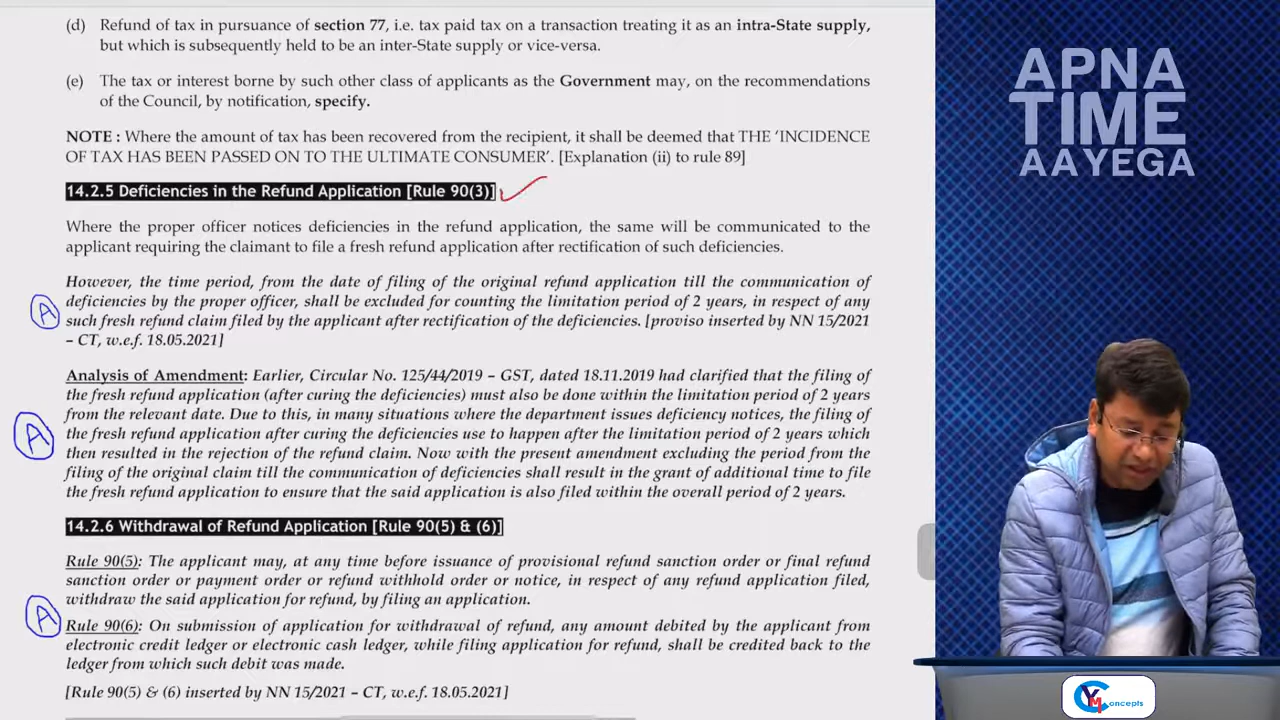 (d) Refund of tax in pursuance of section 77, i.e. tax paid tax on a transaction treating it as an intra-State supply,
but which is subsequently held to be an inter-State supply or vice-versa.
(e) The tax or interest borne by such other class of applicants as the Government may, on the recommendations
of the Council, by notification, specify.
NOTE : Where the amount of tax has been recovered from the recipient, it shall be deemed that THE 'INCIDENCE
OF TAX HAS BEEN PASSED ON TO THE ULTIMATE CONSUMER'. [Explanation (ii) to rule 89]
14.2.5 Deficiencies in the Refund Application [Rule 90(3)]
Where the proper officer notices deficiencies in the refund application, the same will be communicated to the
applicant requiring the claimant to file a fresh refund application after rectification of such deficiencies.
However, the time period, from the date of filing of the original refund application till the communication of
deficiencies by the proper officer, shall be excluded for counting the limitation period of 2 years, in respect of any
A
such fresh refund claim filed by the applicant after rectification of the deficiencies. [proviso inserted by NN 15/2021
– CT, w.e.f. 18.05.2021]
Analysis of Amendment: Earlier, Circular No. 125/44/2019 – GST, dated 18.11.2019 had clarified that the filing of
the fresh refund application (after curing the deficiencies) must also be done within the limitation period of 2 years
from the relevant date. Due to this, in many situations where the department issues deficiency notices, the filing of
A
the fresh refund application after curing the deficiencies use to happen after the limitation period of 2 years which
then resulted in the rejection of the refund claim. Now with the present amendment excluding the period from the
filing of the original claim till the communication of deficiencies shall result in the grant of additional time to file
the fresh refund application to ensure that the said application is also filed within the overall period of 2 years.
14.2.6 Withdrawal of Refund Application [Rule 90(5) & (6)]
Rule 90(5): The applicant may, at any time before issuance of provisional refund sanction order or final refund
sanction order or payment order or refund withhold order or notice, in respect of any refund application filed,
withdraw the said application for refund, by filing an application.
A
Rule 90(6): On submission of application for withdrawal of refund, any amount debited by the applicant from
electronic credit ledger or electronic cash ledger, while filing application for refund, shall be credited back to the
ledger from which such debit was made.
[Rule 90(5) & (6) inserted by NN 15/2021 – CT, w.e.f. 18.05.2021]
APNA
TIME
AAYEGA
CYM oncepts